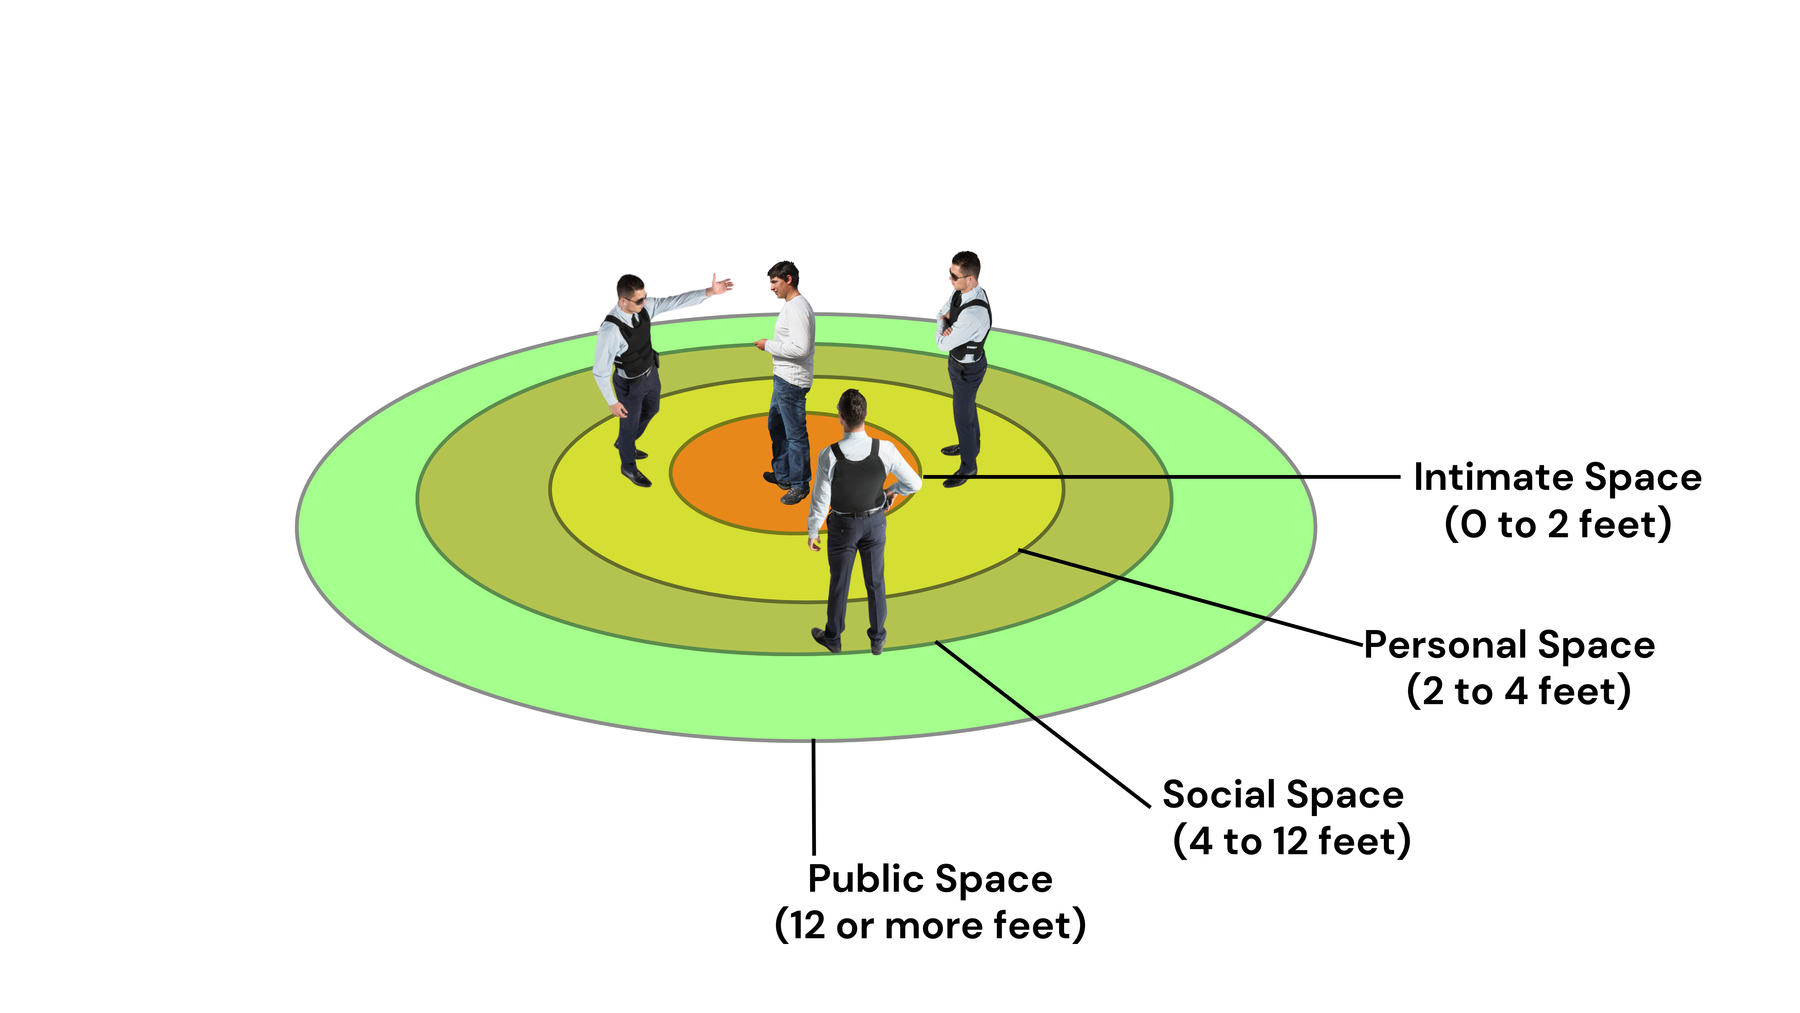 Intimate Space
(0 to 2 feet)
Personal Space
(2 to 4 feet)
Social Space
(4 to 12 feet)
Public Space
(12 or more feet)